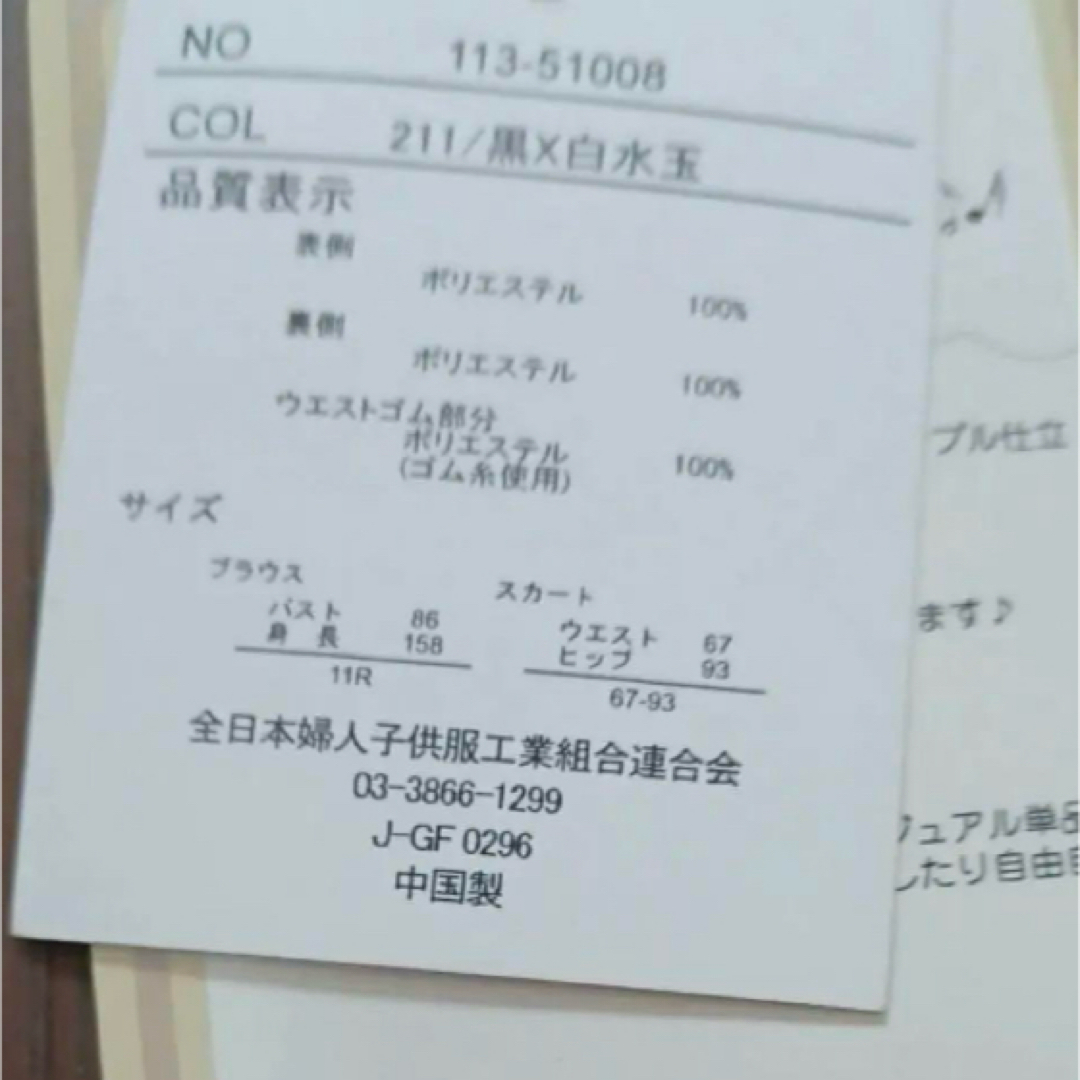 NO 113-51008
COL 211/黒X白水玉
品質表示
表側
ポリエステル 100%
裏側
ポリエステル 100%
ウエストゴム部分
ポリエステル 100%
(ゴム糸使用)
サイズ
ブラウス
バスト 86
身 長 158
11R
スカート
ウエスト 67
ヒップ 93
67-93
全日本婦人子供服工業組合連合会
03-3866-1299
J-GF 0296
中国製
プル仕立
ます♪
ジュアル単品
したり自由